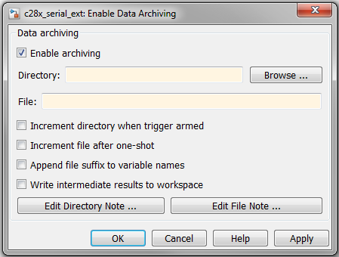 c28x_serial_ext: Enable Data Archiving
Data archiving
Enable archiving
Directory:
Browse ...
File:
Increment directory when trigger armed
Increment file after one-shot
Append file suffix to variable names
Write intermediate results to workspace
Edit Directory Note ... Edit File Note ...
OK Cancel Help Apply